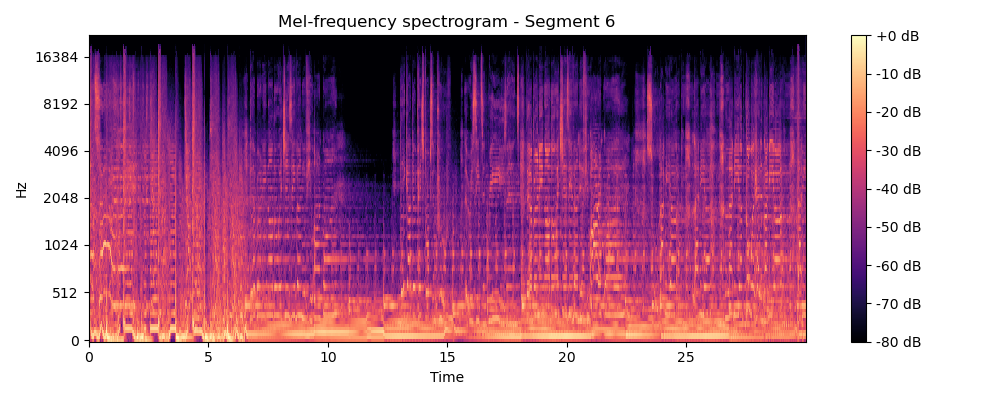 Mel-frequency spectrogram - Segment 6
Hz
16384
8192
4096
2048
1024
512
0
0 5 10 15 20 25
Time
+0 dB
-10 dB
-20 dB
-30 dB
-40 dB
-50 dB
-60 dB
-70 dB
-80 dB